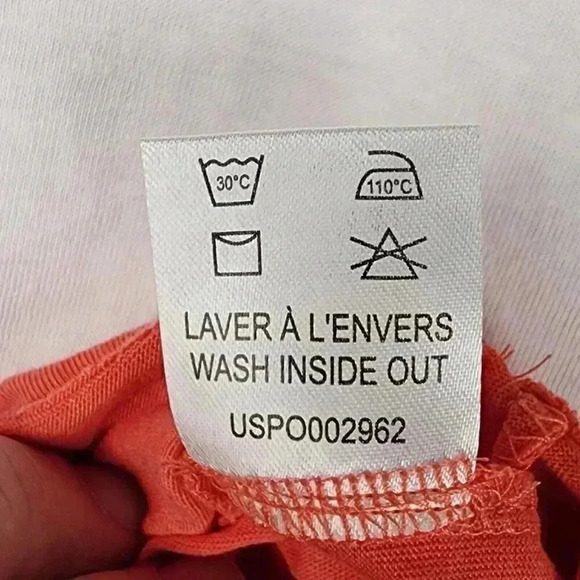 30°C 110°C
LAVER À L'ENVERS
WASH INSIDE OUT
USPO002962